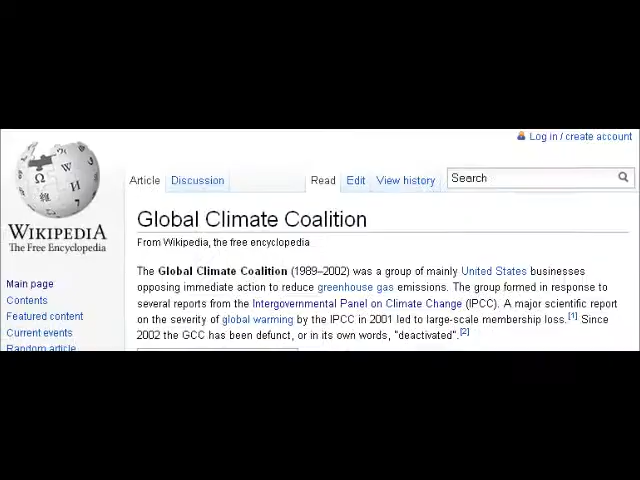 Log in / create account
Article Discussion Read Edit View history Search
WIKIPEDIA
The Free Encyclopedia
Main page
Contents
Featured content
Current events
Random article
Global Climate Coalition
From Wikipedia, the free encyclopedia
The Global Climate Coalition (1989–2002) was a group of mainly United States businesses
opposing immediate action to reduce greenhouse gas emissions. The group formed in response to
several reports from the Intergovernmental Panel on Climate Change (IPCC). A major scientific report
on the severity of global warming by the IPCC in 2001 led to large-scale membership loss.[1] Since
2002 the GCC has been defunct, or in its own words, "deactivated".[2]